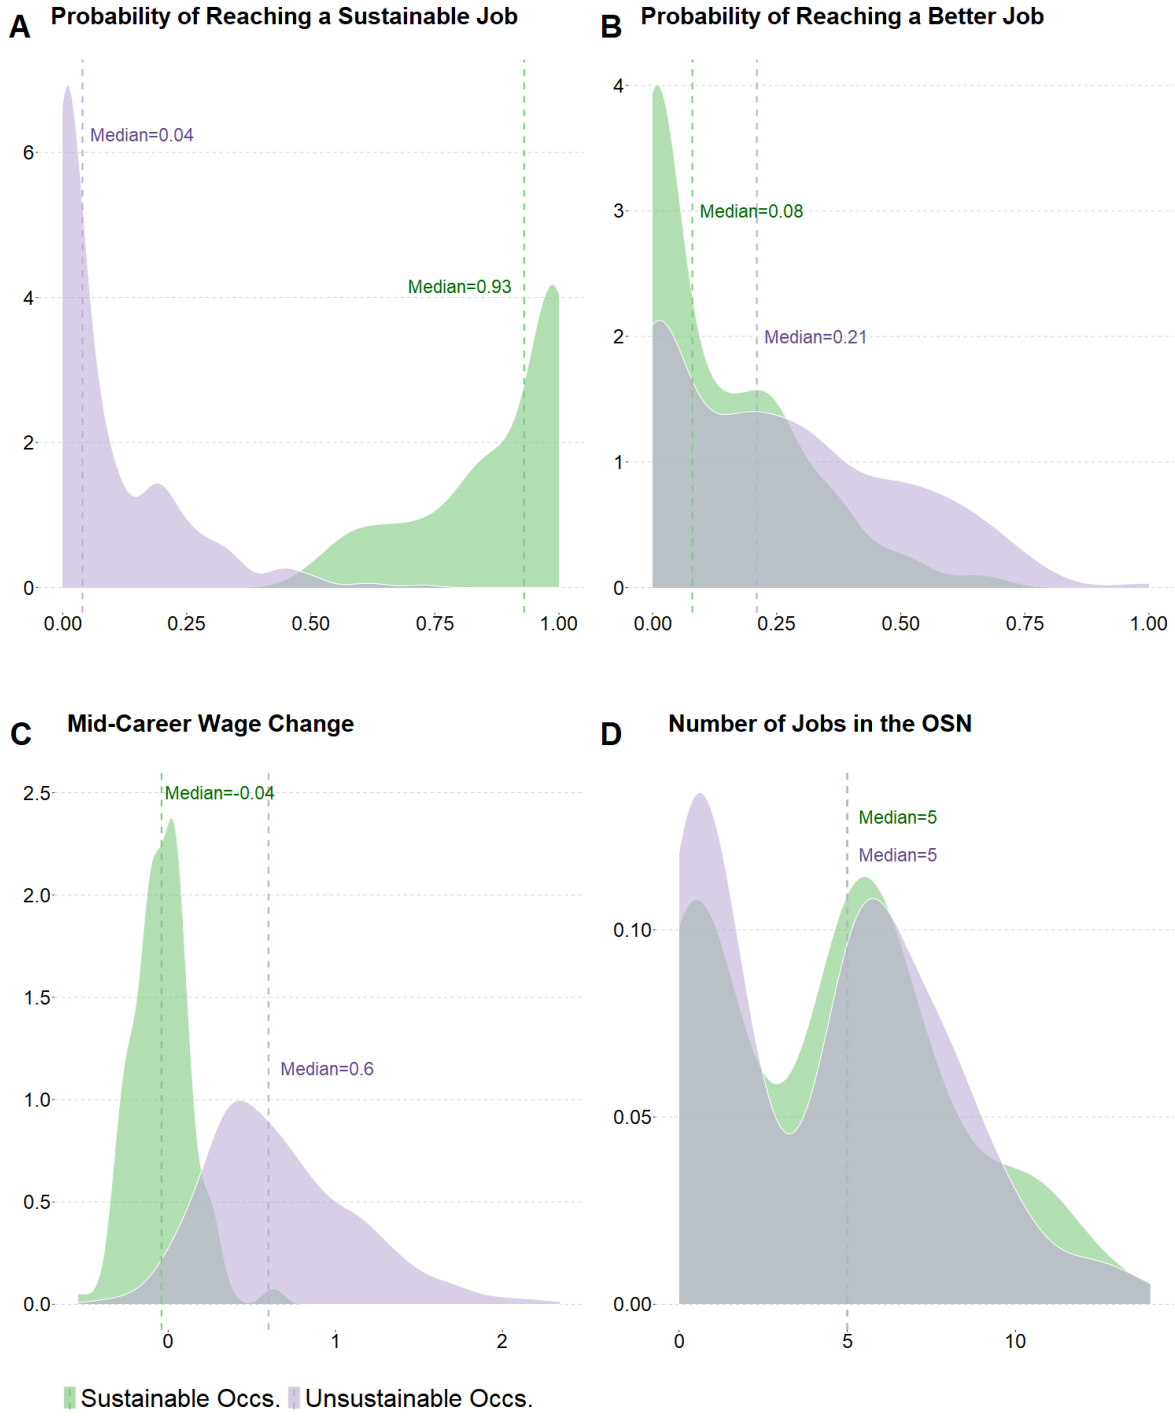 A Probability of Reaching a Sustainable Job
6
4
2
0
Median=0.04
Median=0.93
0.00 0.25 0.50 0.75 1.00
B Probability of Reaching a Better Job
4
3
2
1
0
Median=0.08
Median=0.21
0.00 0.25 0.50 0.75 1.00
C Mid-Career Wage Change
2.5
2.0
1.5
1.0
0.5
0.0
Median=-0.04
Median=0.6
0 1 2
D Number of Jobs in the OSN
0.10
0.05
0.00
Median=5
Median=5
0 5 10
Sustainable Occs. Unsustainable Occs.